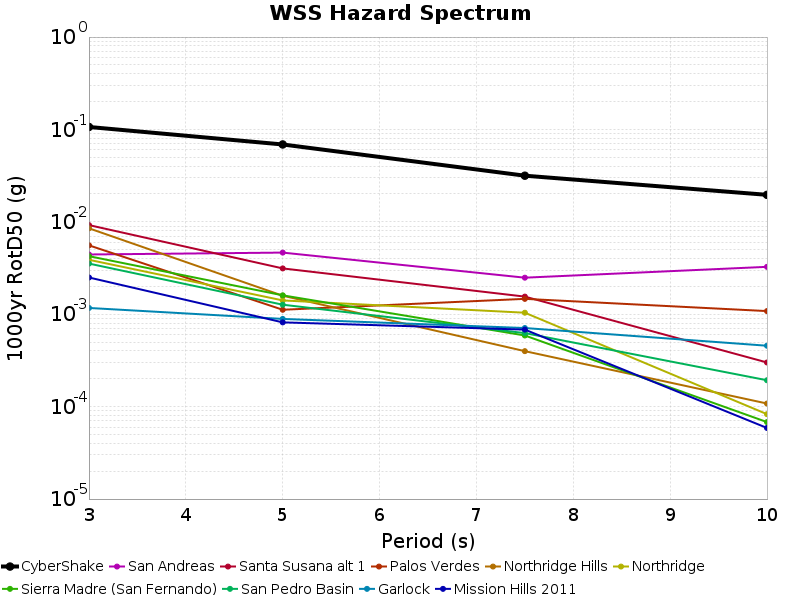 WSS Hazard Spectrum
10^0
10^-1
10^-2
10^-3
10^-4
10^-5
1000yr RotD50 (g)
3 4 5 6 7 8 9 10
Period (s)
CyberShake San Andreas Santa Susana alt 1 Palos Verdes Northridge Hills Northridge
Sierra Madre (San Fernando) San Pedro Basin Garlock Mission Hills 2011